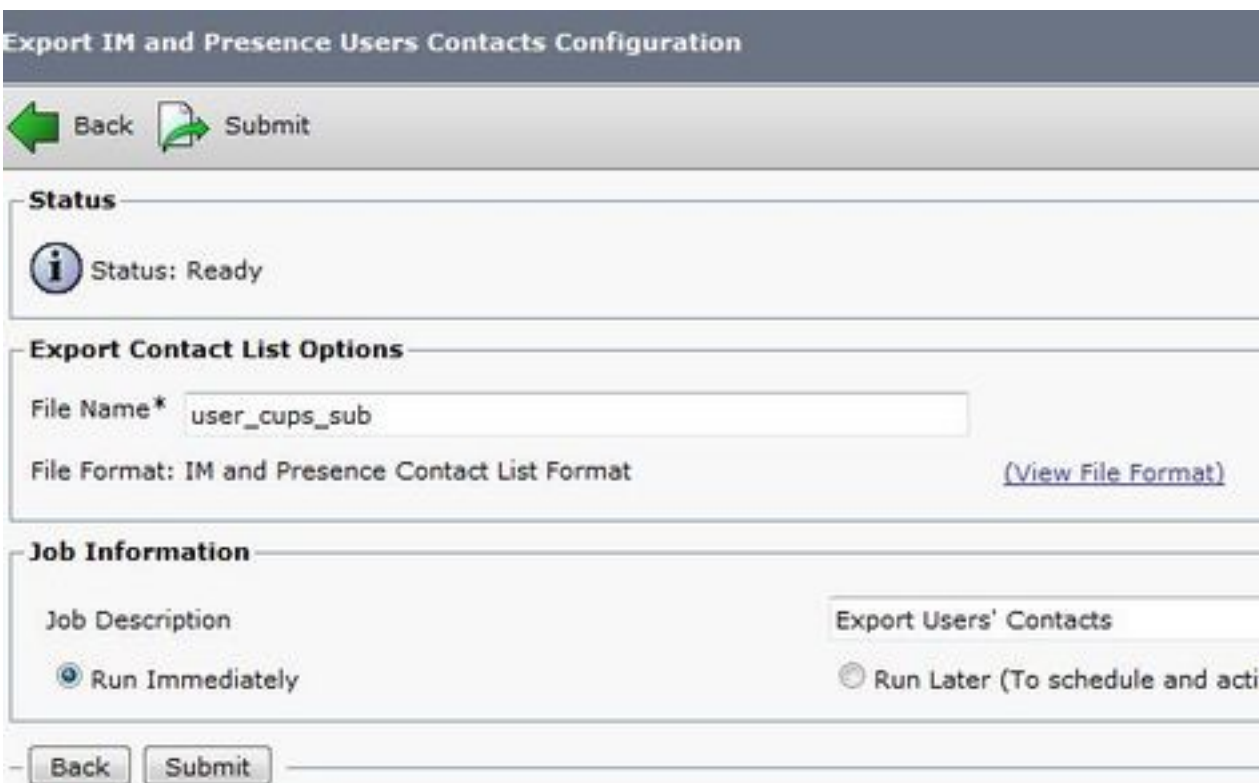 Export IM and Presence Users Contacts Configuration
Back Submit
Status
i Status: Ready
Export Contact List Options
File Name* user_cups_sub
File Format: IM and Presence Contact List Format (View File Format)
Job Information
Job Description Export Users' Contacts
Run Immediately Run Later (To schedule and acti
Back Submit